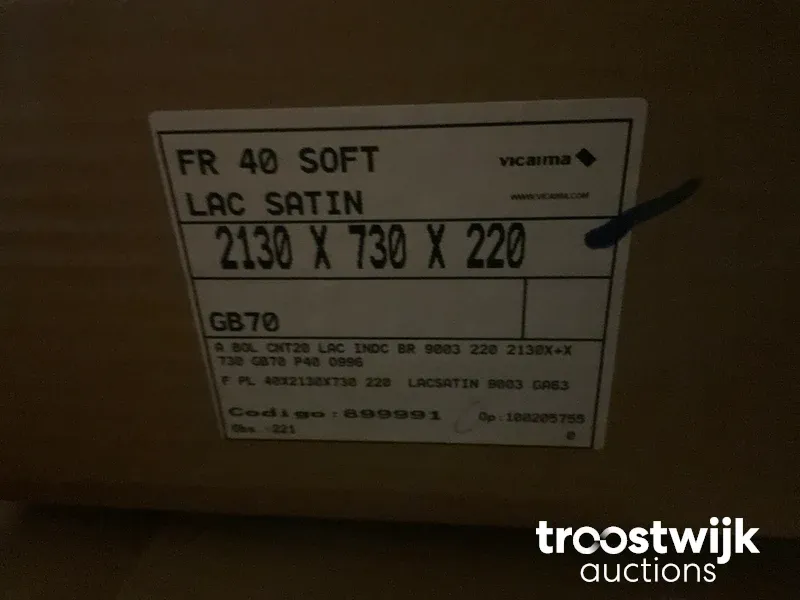 FR 40 SOFT
vicaima
LAC SATIN
WWW.VICAIMA.COM
2130 X 730 X 220
GB70
A BOL CNT20 LAC INDC BR 9003 220 2130X+X
730 GB70 P40 0996
F PL 40X2130X730 220 LACSATIN 9003 GA63
Codigo:899991 Op:100205755
Obs. :221 0
troostwijk
auctions